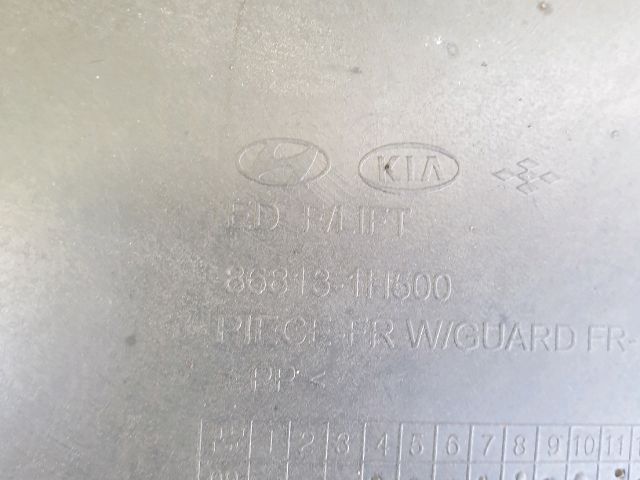 KIA
ED F/LIFT
86813-1H500
PIECE-FR W/GUARD FR-
PP <
1 2 3 4 5 6 7 8 9 10 11